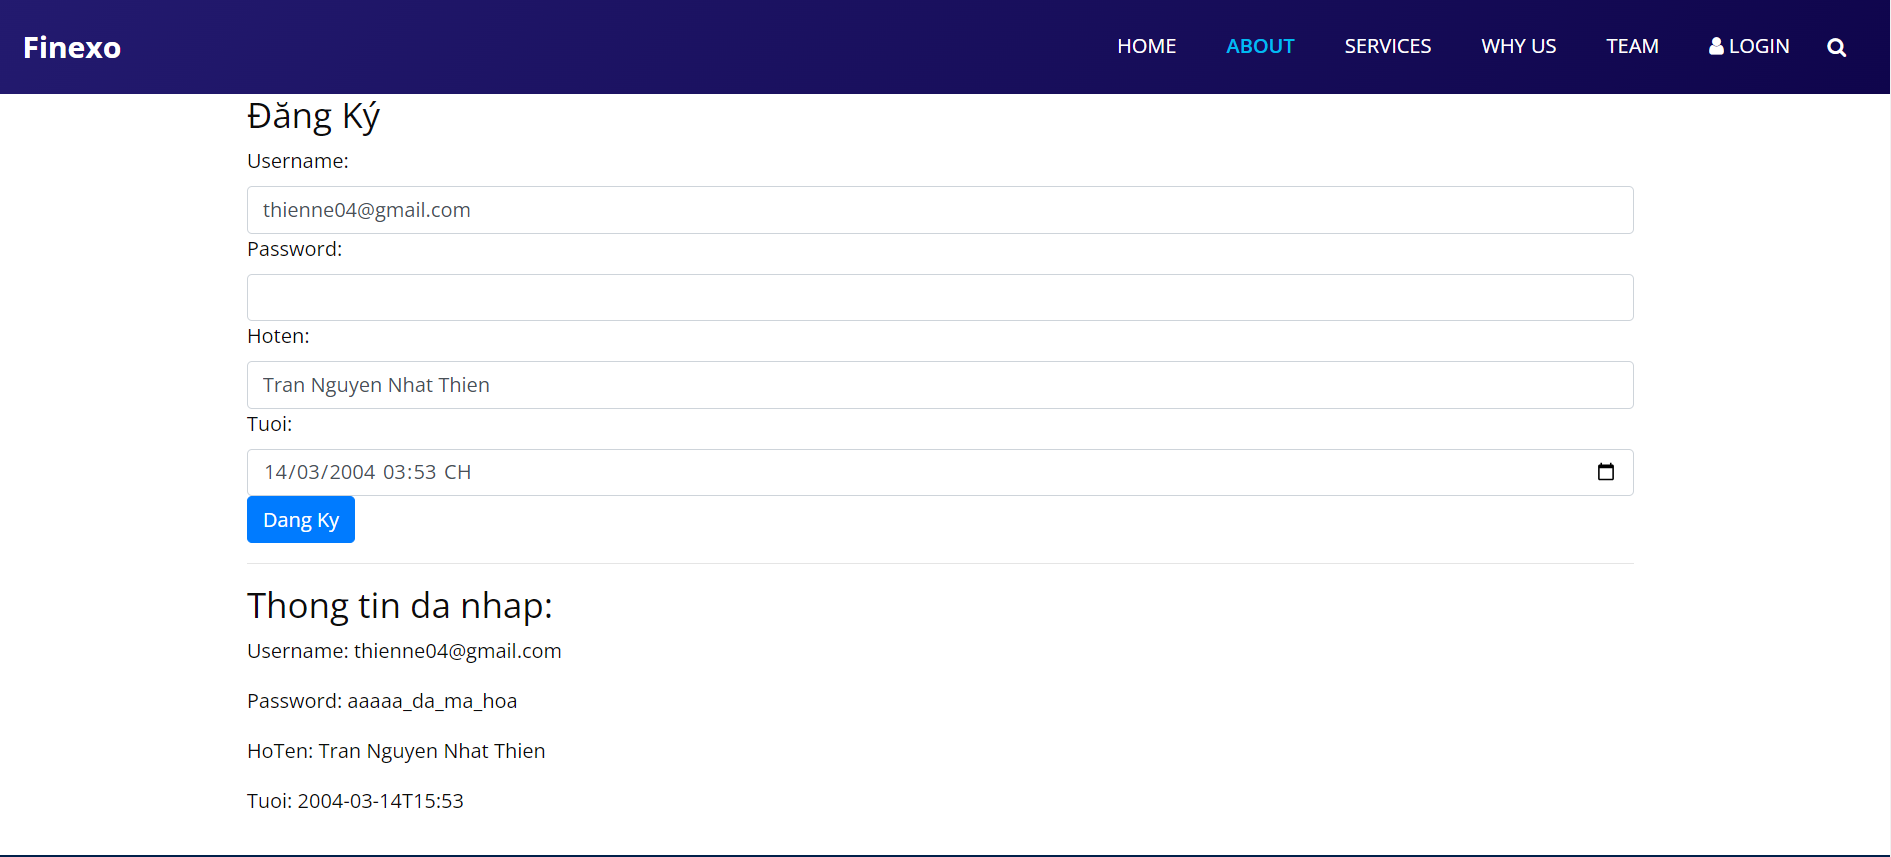 Finexo
HOME ABOUT SERVICES WHY US TEAM LOGIN
Đăng Ký
Username:
thienne04@gmail.com
Password:
Hoten:
Tran Nguyen Nhat Thien
Tuoi:
14/03/2004 03:53 CH
Dang Ky
Thong tin da nhap:
Username: thienne04@gmail.com
Password: aaaaa_da_ma_hoa
HoTen: Tran Nguyen Nhat Thien
Tuoi: 2004-03-14T15:53